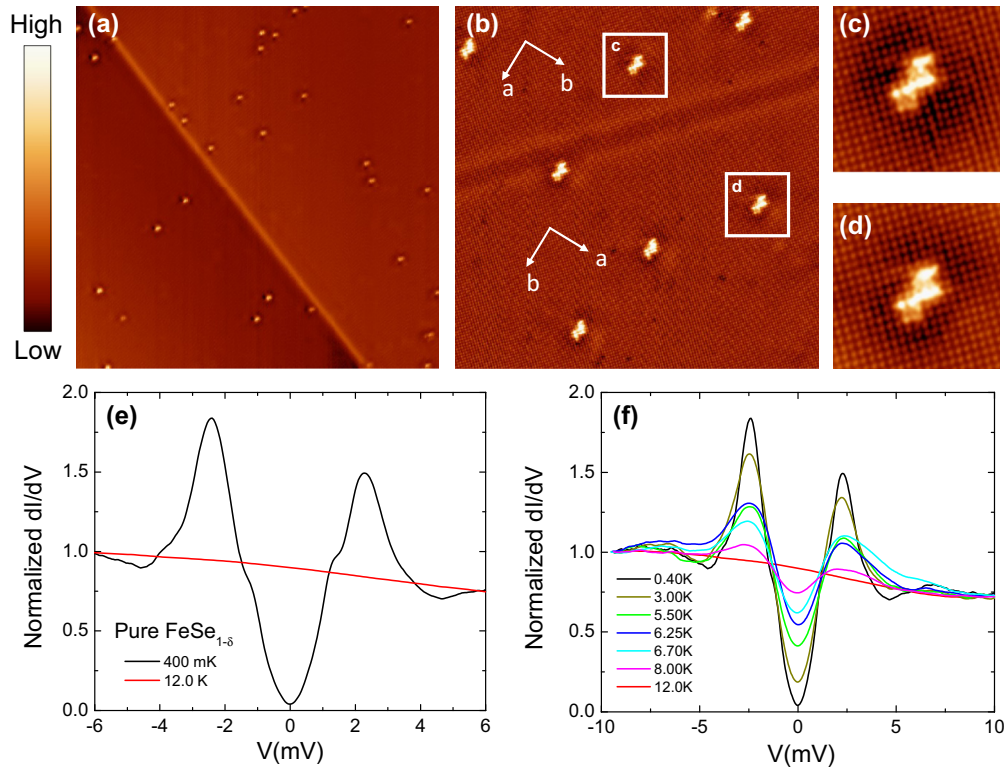 High
Low
(a)
(b)
c
a
b
d
a
b
(c)
(d)
(e)
Normalized dI/dV
2.0
1.5
1.0
0.5
0.0
-6
-4
-2
0
2
4
6
V(mV)
Pure FeSe1-δ
400 mK
12.0 K
(f)
Normalized dI/dV
2.0
1.5
1.0
0.5
0.0
-10
-5
0
5
10
V(mV)
0.40K
3.00K
5.50K
6.25K
6.70K
8.00K
12.0K